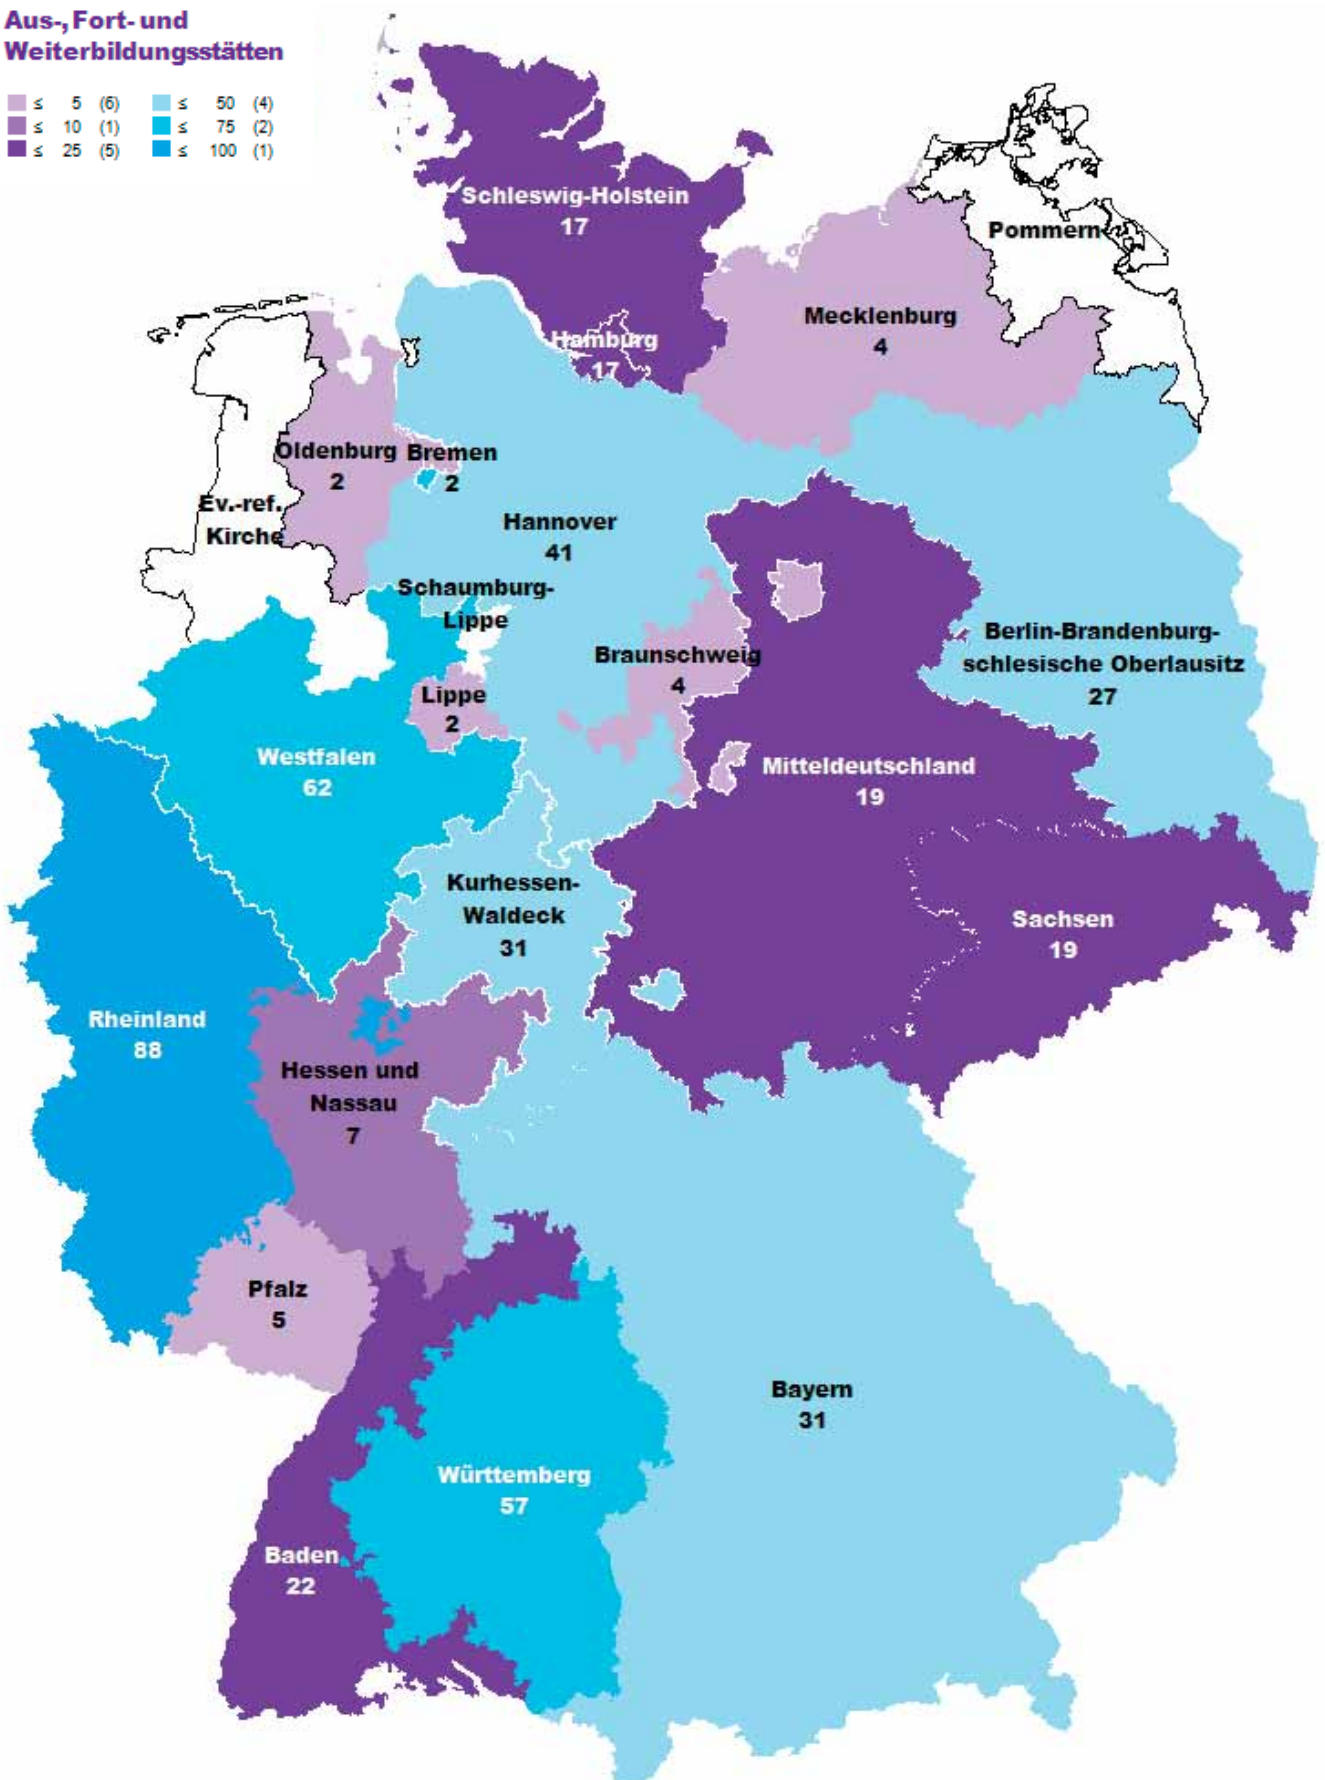 Aus-, Fort- und
Weiterbildungsstätten
≤ 5 (6) ≤ 50 (4)
≤ 10 (1) ≤ 75 (2)
≤ 25 (5) ≤ 100 (1)
Schleswig-Holstein
17
Pommern
Mecklenburg
4
Hamburg
17
Oldenburg
2
Bremen
2
Ev.-ref.
Kirche
Hannover
41
Schaumburg-
Lippe
Berlin-Brandenburg-
schlesische Oberlausitz
27
Braunschweig
4
Lippe
2
Westfalen
62
Mitteldeutschland
19
Kurhessen-
Waldeck
31
Sachsen
19
Rheinland
88
Hessen und
Nassau
7
Pfalz
5
Bayern
31
Württemberg
57
Baden
22